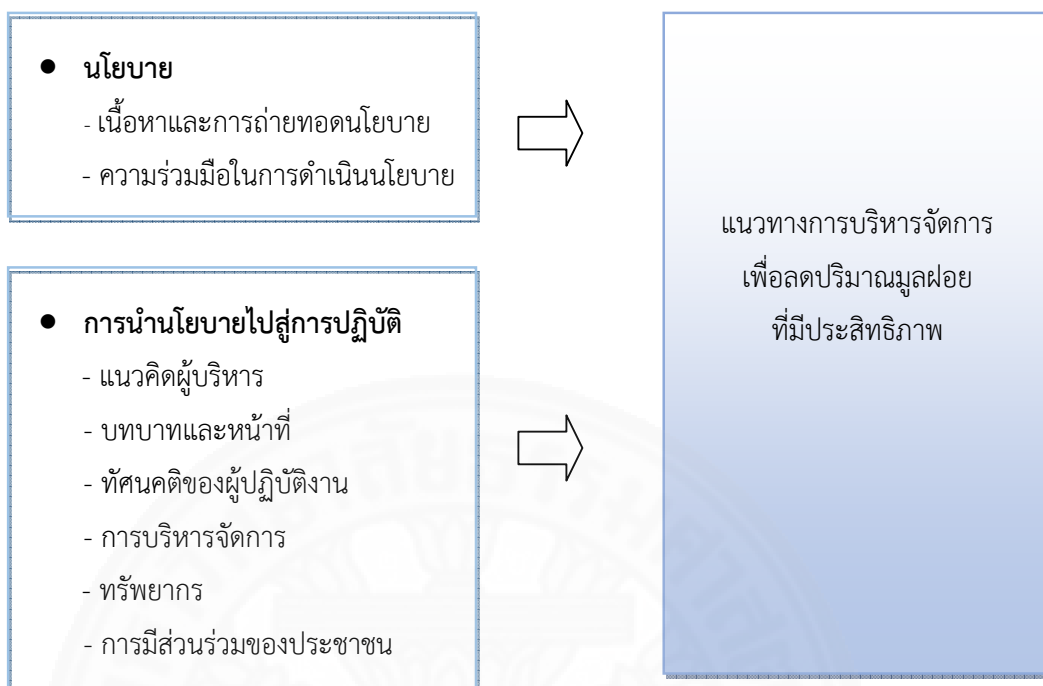 ● นโยบาย
- เนื้อหาและการถ่ายทอดนโยบาย
- ความร่วมมือในการดำเนินนโยบาย
● การนำนโยบายไปสู่การปฏิบัติ
- แนวคิดผู้บริหาร
- บทบาทและหน้าที่
- ทัศนคติของผู้ปฏิบัติงาน
- การบริหารจัดการ
- ทรัพยากร
- การมีส่วนร่วมของประชาชน
แนวทางการบริหารจัดการ
เพื่อลดปริมาณมูลฝอย
ที่มีประสิทธิภาพ